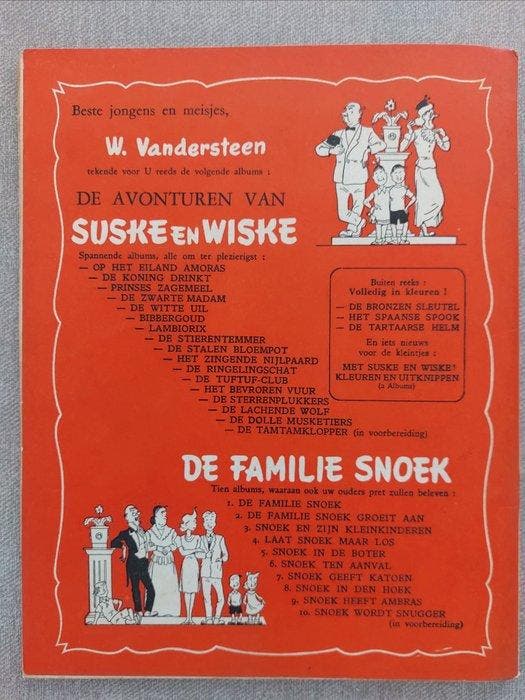 Beste jongens en meisjes,
W. Vandersteen
tekende voor U reeds de volgende albums :
DE AVONTUREN VAN
SUSKE EN WISKE
Spannende albums, alle om ter plezierigst :
— OP HET EILAND AMORAS
— DE KONING DRINKT
— PRINSES ZAGEMEEL
— DE ZWARTE MADAM
— DE WITTE UIL
— BIBBERGOUD
— LAMBIORIX
— DE STIERENTEMMER
— DE STALEN BLOEMPOT
— HET ZINGENDE NIJLPAARD
— DE RINGELINGSCHAT
— DE TUFTUF-CLUB
— HET BEVROREN VUUR
— DE STERRENPLUKKERS
— DE LACHENDE WOLF
— DE DOLLE MUSKETIERS
— DE TAMTAMKLOPPER (in voorbereiding)
Buiten reeks :
Volledig in kleuren !
— DE BRONZEN SLEUTEL
— HET SPAANSE SPOOK
— DE TARTAARSE HELM
En iets nieuws
voor de kleintjes :
MET SUSKE EN WISKE!
KLEUREN EN UITKNIPPEN
(2 Albums)
DE FAMILIE SNOEK
Tien albums, waaraan ook uw ouders pret zullen beleven :
1. DE FAMILIE SNOEK
2. DE FAMILIE SNOEK GROEIT AAN
3. SNOEK EN ZIJN KLEINKINDEREN
4. LAAT SNOEK MAAR LOS
5. SNOEK IN DE BOTER
6. SNOEK TEN AANVAL
7. SNOEK GEEFT KATOEN
8. SNOEK IN DEN HOEK
9. SNOEK HEEFT AMBRAS
10. SNOEK WORDT SNUGGER
(in voorbereiding)